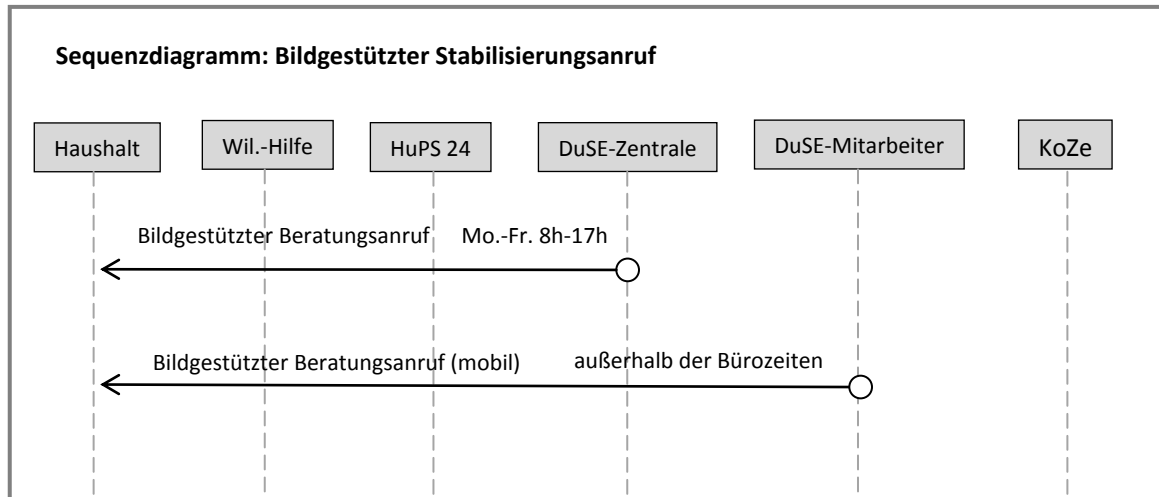 Sequenzdiagramm: Bildgestützter Stabilisierungsanruf
Haushalt
Wil.-Hilfe
HuPS 24
DuSE-Zentrale
DuSE-Mitarbeiter
KoZe
Bildgestützter Beratungsanruf Mo.-Fr. 8h-17h
Bildgestützter Beratungsanruf (mobil) außerhalb der Bürozeiten